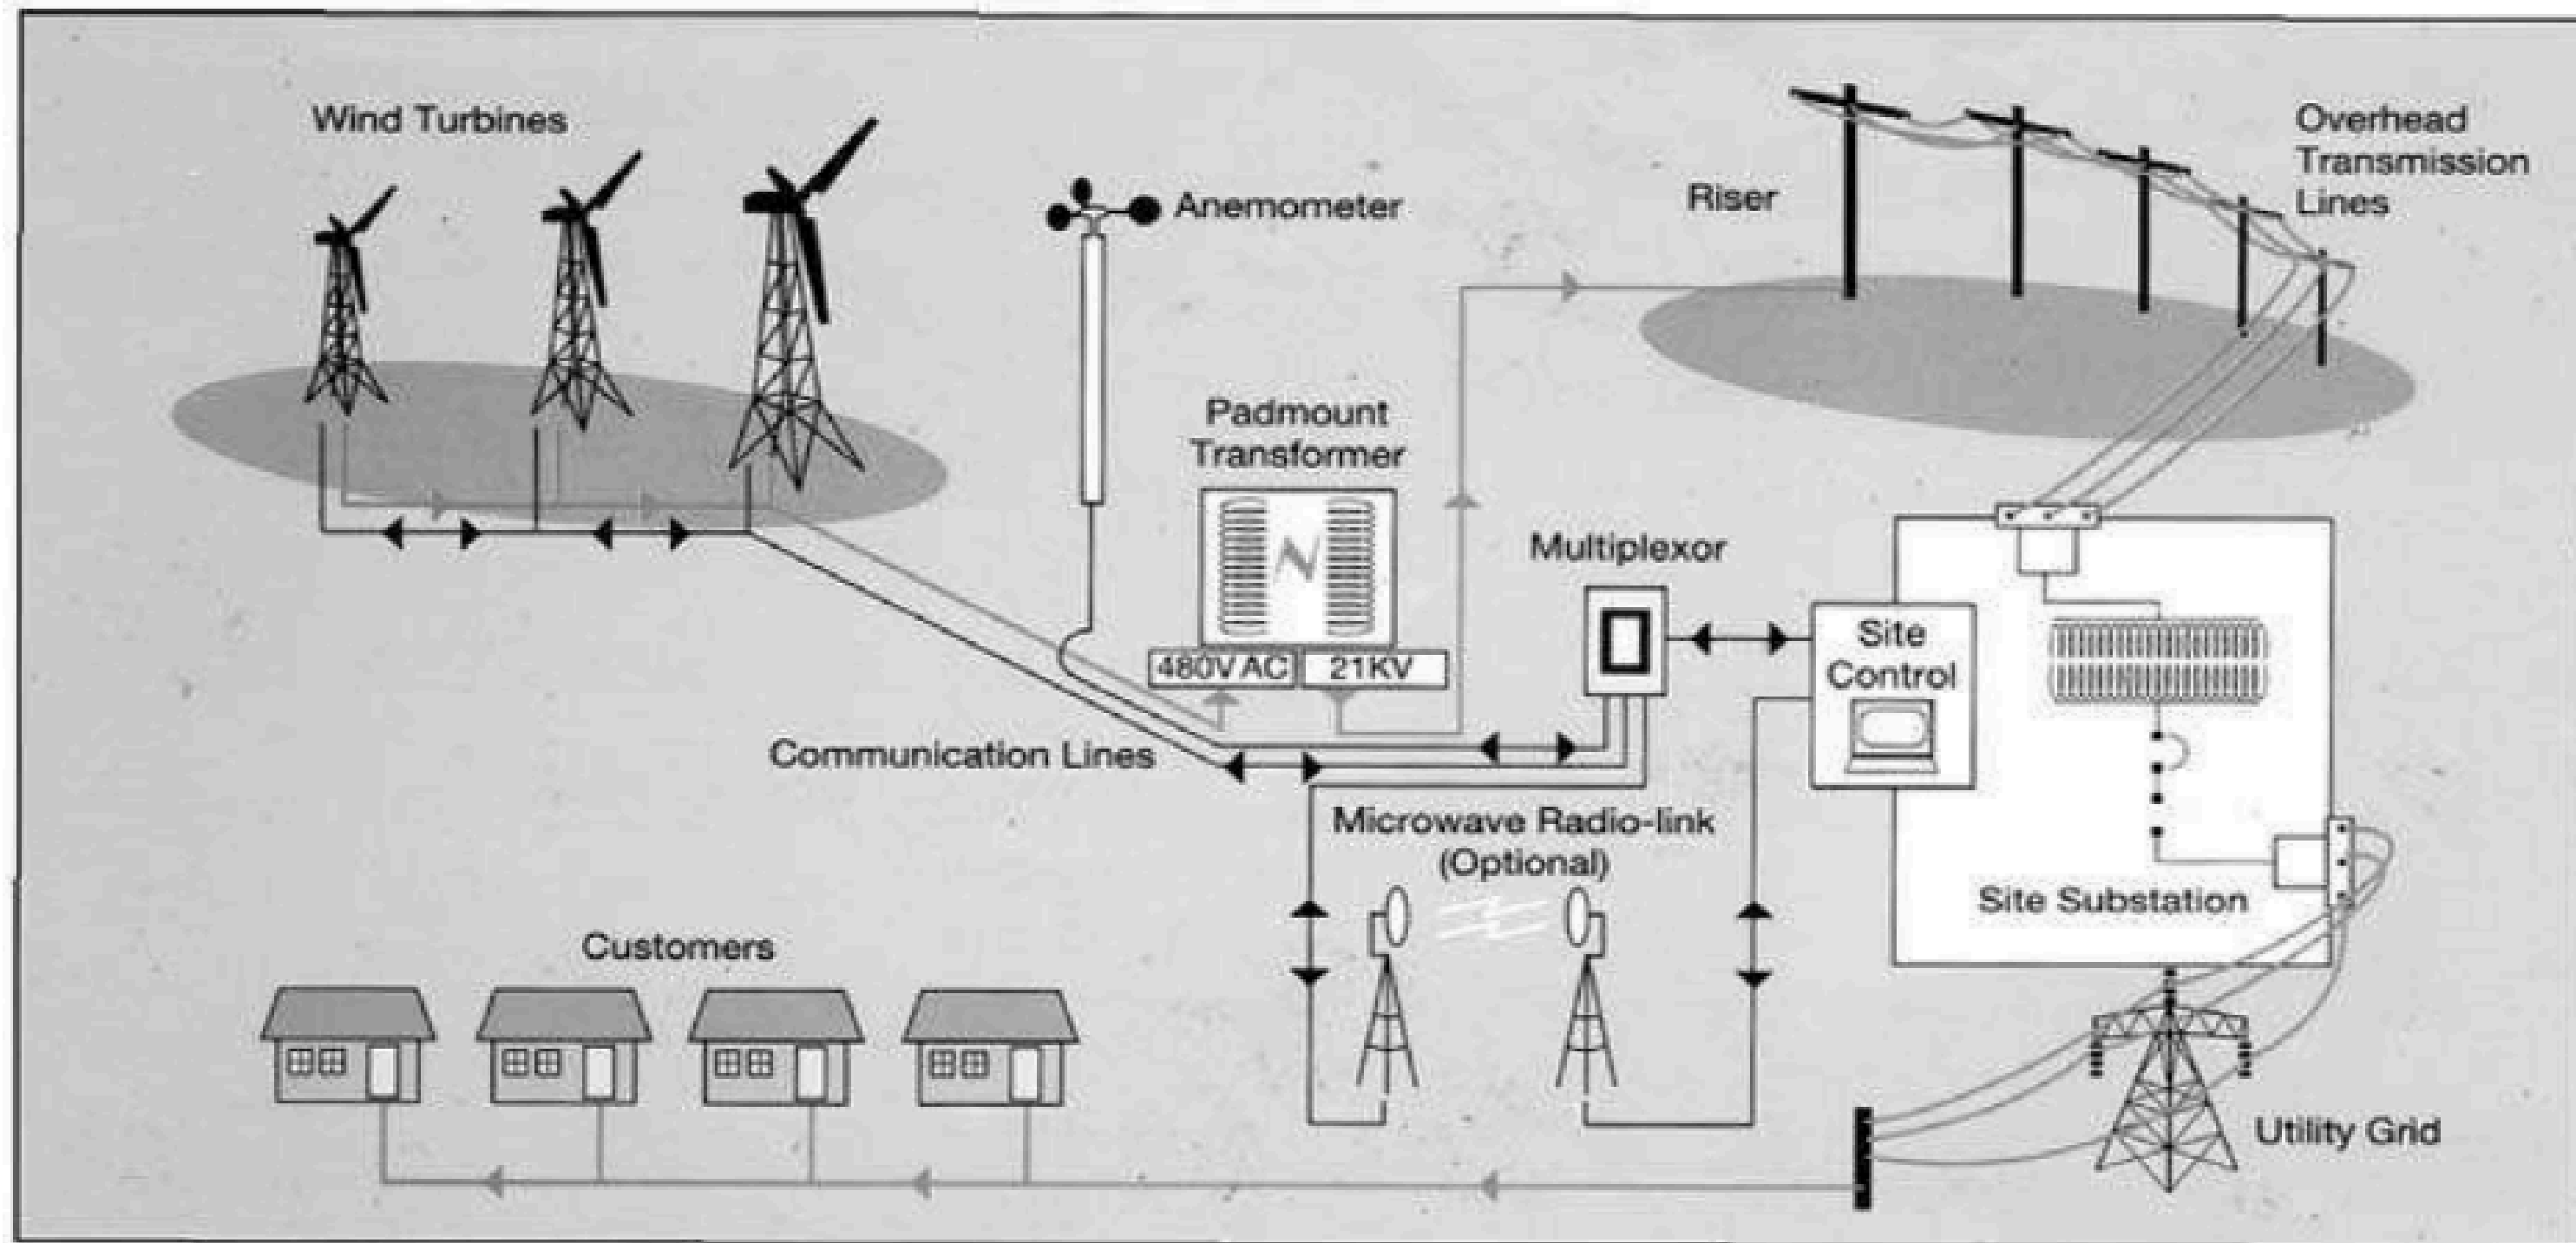 Wind Turbines
Anemometer
Riser
Overhead
Transmission
Lines
Padmount
Transformer
480V AC
21KV
Multiplexor
Site
Control
Communication Lines
Microwave Radio-link
(Optional)
Site Substation
Customers
Utility Grid